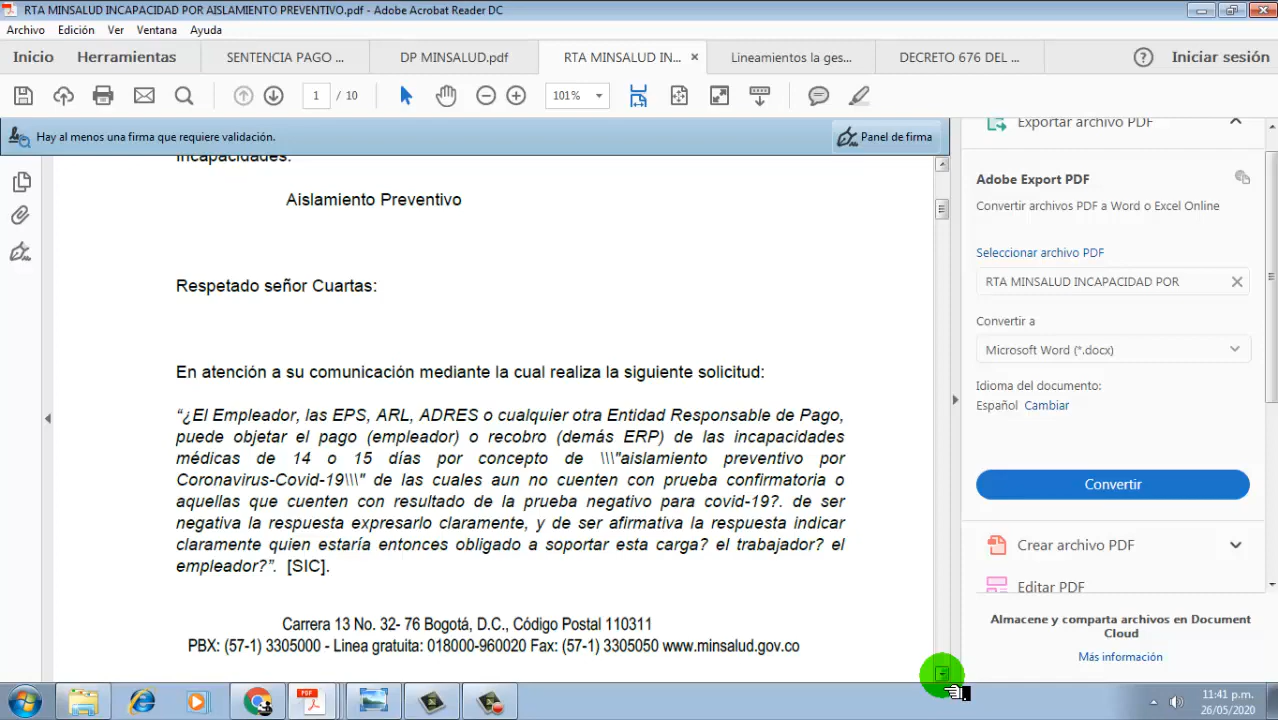 RTA MINSALUD INCAPACIDAD POR AISLAMIENTO PREVENTIVO.pdf - Adobe Acrobat Reader DC
Archivo Edición Ver Ventana Ayuda
Inicio Herramientas SENTENCIA PAGO ... DP MINSALUD.pdf RTA MINSALUD IN... × Lineamientos la ges... DECRETO 676 DEL ... Iniciar sesión
1 / 10 101%
Hay al menos una firma que requiere validación. Panel de firma
Incapacidades:
Aislamiento Preventivo
Respetado señor Cuartas:
En atención a su comunicación mediante la cual realiza la siguiente solicitud:
“¿El Empleador, las EPS, ARL, ADRES o cualquier otra Entidad Responsable de Pago,
puede objetar el pago (empleador) o recobro (demás ERP) de las incapacidades
médicas de 14 o 15 días por concepto de \\\"aislamiento preventivo por
Coronavirus-Covid-19\\\" de las cuales aun no cuenten con prueba confirmatoria o
aquellas que cuenten con resultado de la prueba negativo para covid-19?. de ser
negativa la respuesta expresarlo claramente, y de ser afirmativa la respuesta indicar
claramente quien estaría entonces obligado a soportar esta carga? el trabajador? el
empleador?”. [SIC].
Carrera 13 No. 32- 76 Bogotá, D.C., Código Postal 110311
PBX: (57-1) 3305000 - Linea gratuita: 018000-960020 Fax: (57-1) 3305050 www.minsalud.gov.co
Exportar archivo PDF
Adobe Export PDF
Convertir archivos PDF a Word o Excel Online
Seleccionar archivo PDF
RTA MINSALUD INCAPACIDAD POR
Convertir a
Microsoft Word (*.docx)
Idioma del documento:
Español Cambiar
Convertir
Crear archivo PDF
Editar PDF
Almacene y comparta archivos en Document
Cloud
Más información
PDF
11:41 p.m.
26/05/2020